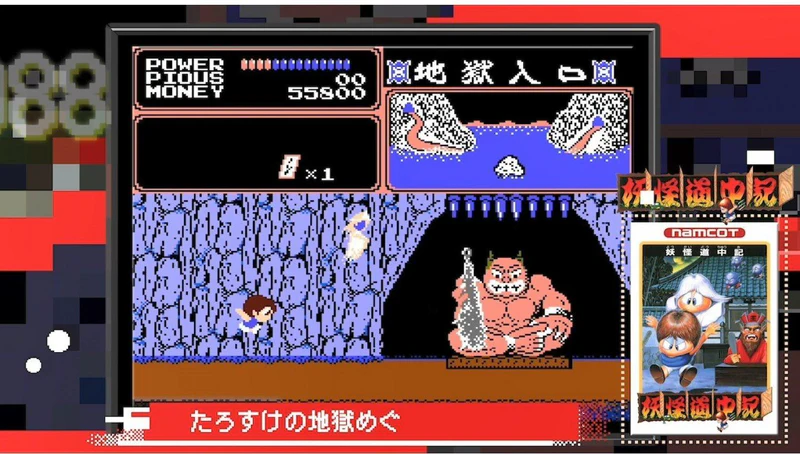 POWER
PIOUS 00
MONEY 55800
地獄入口
×1
妖怪道中記
namcoT
妖怪道中記
妖怪道中記
たろすけの地獄めぐ